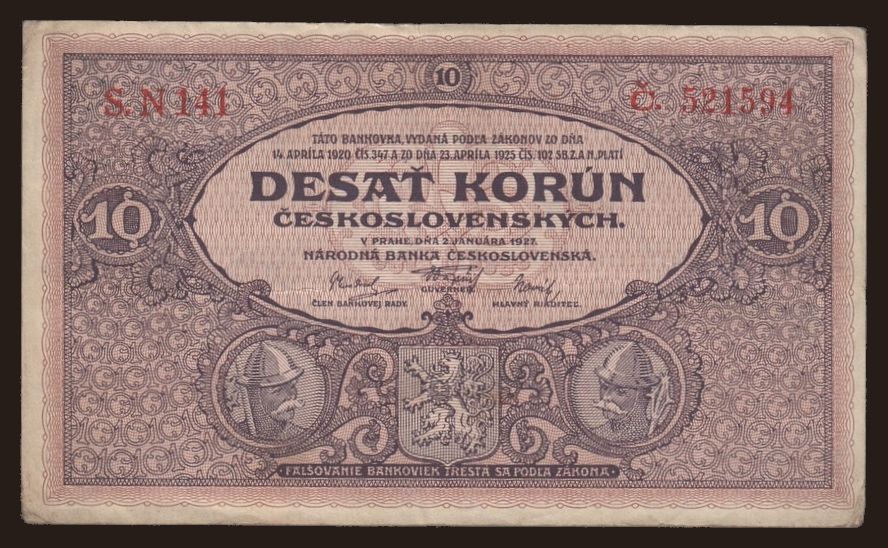 10
S. N 141
Č. 521594
TÁTO BANKOVKA, VYDANÁ PODĽA ZÁKONOV ZO DŇA
14. APRÍLA 1920 ČÍS. 347 A ZO DŇA 23. APRÍLA 1925 ČÍS. 102 SB. Z. A N., PLATÍ
DESAŤ KORÚN
ČESKOSLOVENSKÝCH.
10
10
V PRAHE, DŇA 2. JANUÁRA 1927.
NÁRODNÁ BANKA ČESKOSLOVENSKÁ.
ČLEN BANKOVEJ RADY.
GUVERNER.
HLAVNÝ RIADITEĽ.
• FALŠOVANIE BANKOVIEK TRESTÁ SA PODĽA ZÁKONA •